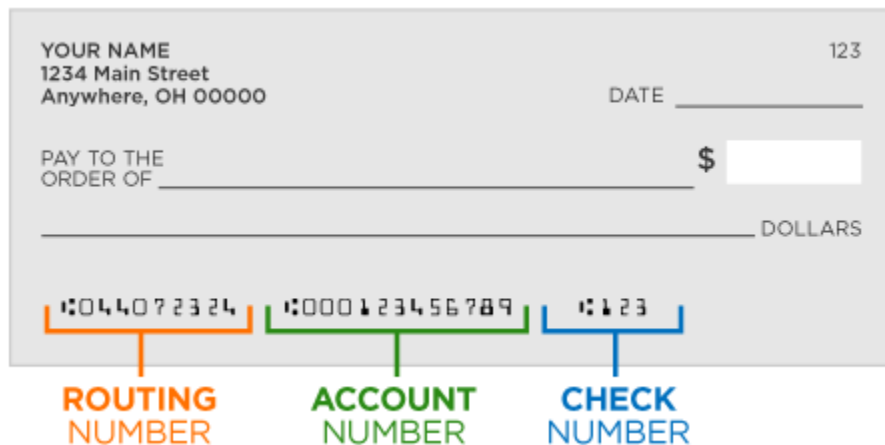 YOUR NAME
123
1234 Main Street
Anywhere, OH 00000
DATE
PAY TO THE
ORDER OF
$
DOLLARS
⑆044072324
⑆000123456789
⑆123
ROUTING
NUMBER
ACCOUNT
NUMBER
CHECK
NUMBER